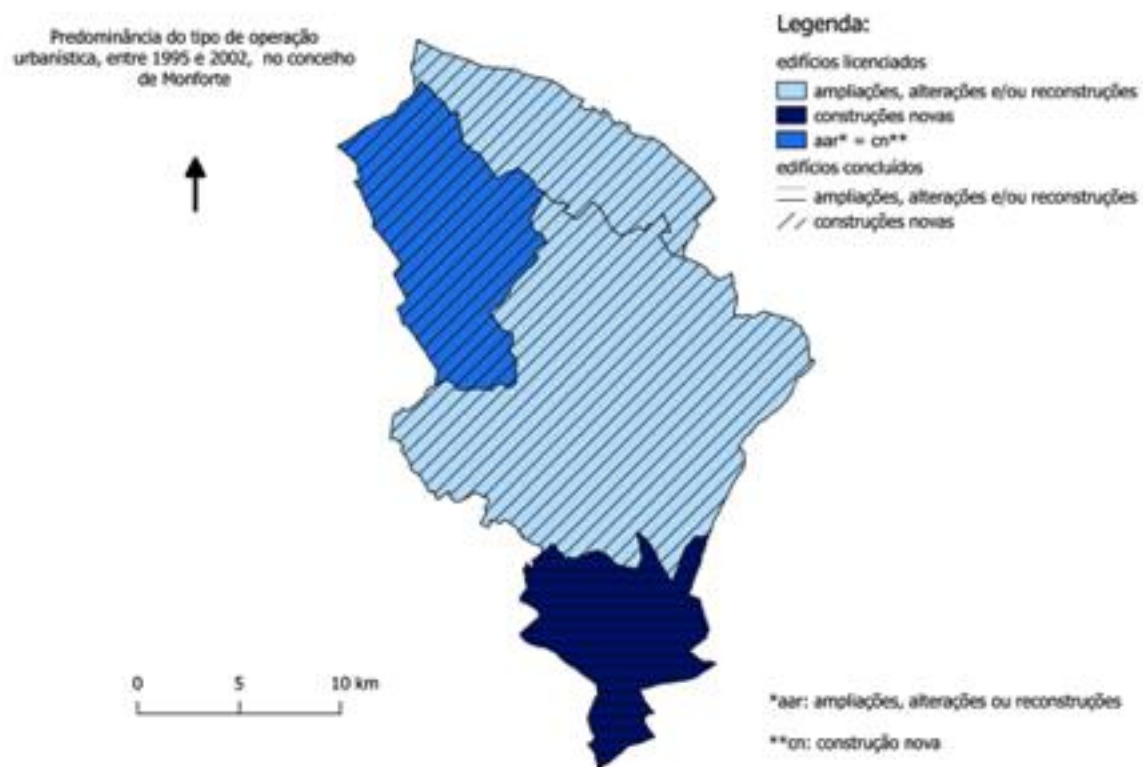 Predominância do tipo de operação
urbanística, entre 1995 e 2002, no concelho
de Monforte
Legenda:
edifícios licenciados
ampliações, alterações e/ou reconstruções
construções novas
aar* = cn**
edifícios concluídos
ampliações, alterações e/ou reconstruções
construções novas
0 5 10 km
*aar: ampliações, alterações ou reconstruções
**cn: construção nova